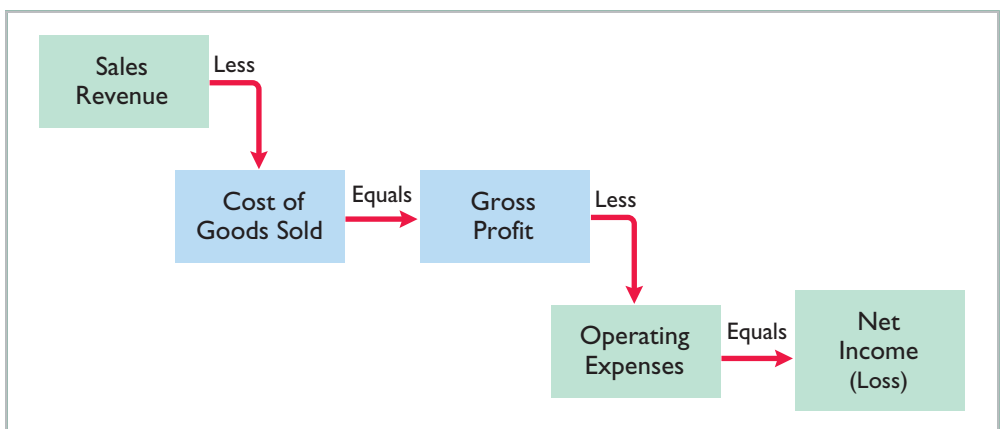 Sales
Revenue
Less
Cost of
Goods Sold
Equals
Gross
Profit
Less
Operating
Expenses
Equals
Net
Income
(Loss)